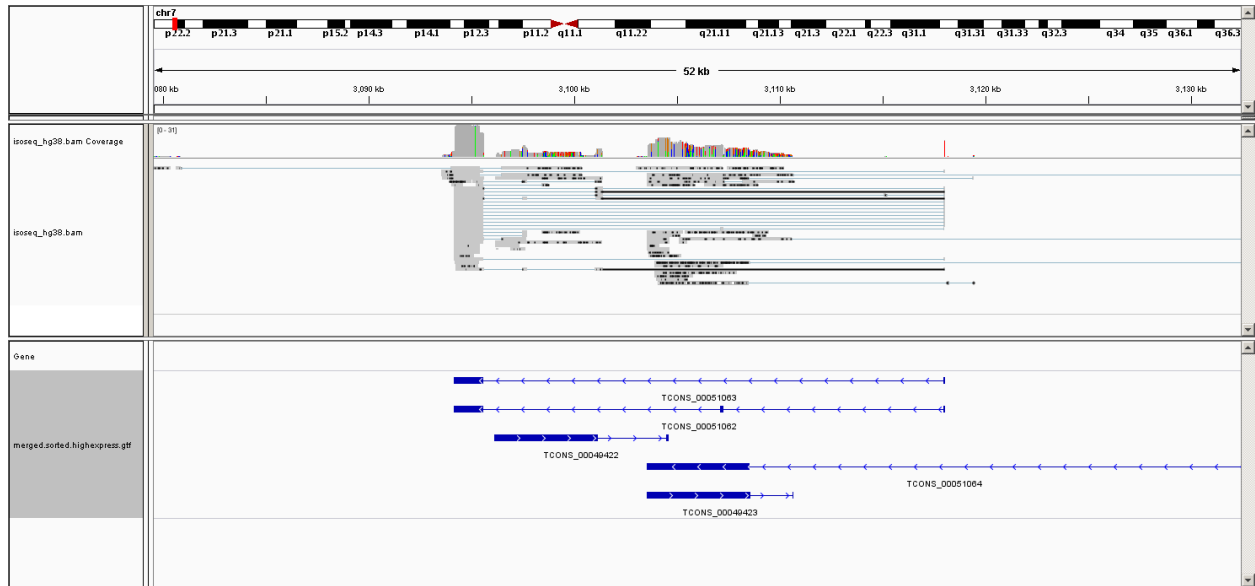 chr7
p22.2 p21.3 p21.1 p15.2 p14.3 p14.1 p12.3 p11.2 q11.1 q11.22 q21.11 q21.13 q21.3 q22.1 q22.3 q31.1 q31.31 q31.33 q32.3 q34 q35 q36.1 q36.3
52 kb
080 kb 3,090 kb 3,100 kb 3,110 kb 3,120 kb 3,130 kb
isoseq_hg38.bam Coverage
[0 - 31]
isoseq_hg38.bam
Gene
merged.sorted.highexpress.gtf
TCONS_00051063
TCONS_00051062
TCONS_00049422
TCONS_00051064
TCONS_00049423